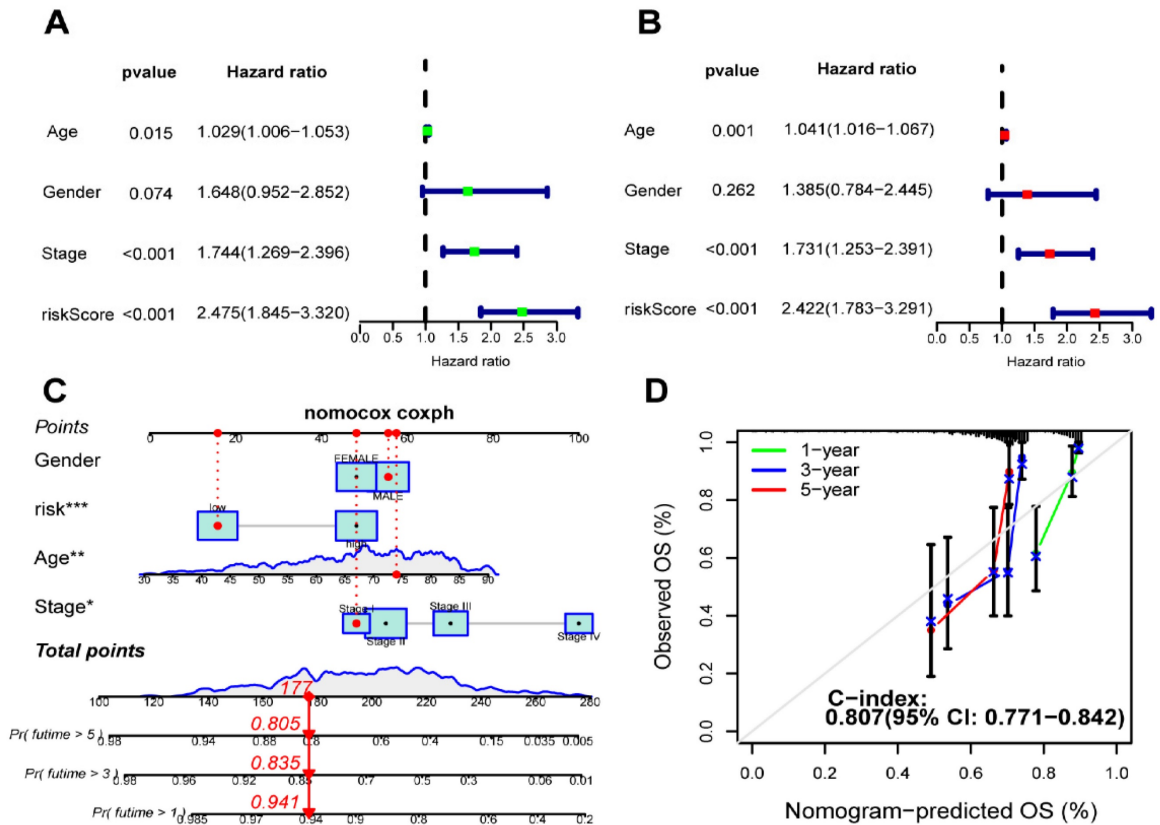 A
pvalue Hazard ratio
Age 0.015 1.029(1.006−1.053)
Gender 0.074 1.648(0.952−2.852)
Stage <0.001 1.744(1.269−2.396)
riskScore <0.001 2.475(1.845−3.320)
0.0 0.5 1.0 1.5 2.0 2.5 3.0
Hazard ratio
B
pvalue Hazard ratio
Age 0.001 1.041(1.016−1.067)
Gender 0.262 1.385(0.784−2.445)
Stage <0.001 1.731(1.253−2.391)
riskScore <0.001 2.422(1.783−3.291)
0.0 0.5 1.0 1.5 2.0 2.5 3.0
Hazard ratio
C
nomocox coxph
Points
0 20 40 60 80 100
Gender
FEMALE
MALE
risk***
low
high
Age**
30 35 40 45 50 55 60 65 70 75 80 85 90
Stage*
Stage I
Stage II
Stage III
Stage IV
Total points
177
100 120 140 160 180 200 220 240 260 280
0.805
Pr( futime > 5 )
0.98 0.94 0.88 0.8 0.6 0.4 0.15 0.035 0.005
0.835
Pr( futime > 3 )
0.98 0.96 0.92 0.85 0.7 0.5 0.3 0.06 0.01
0.941
Pr( futime > 1 )
0.985 0.97 0.94 0.9 0.8 0.6 0.4 0.2
D
1−year
3−year
5−year
Observed OS (%)
0.0 0.2 0.4 0.6 0.8 1.0
C−index:
0.807(95% CI: 0.771−0.842)
0.0 0.2 0.4 0.6 0.8 1.0
Nomogram−predicted OS (%)